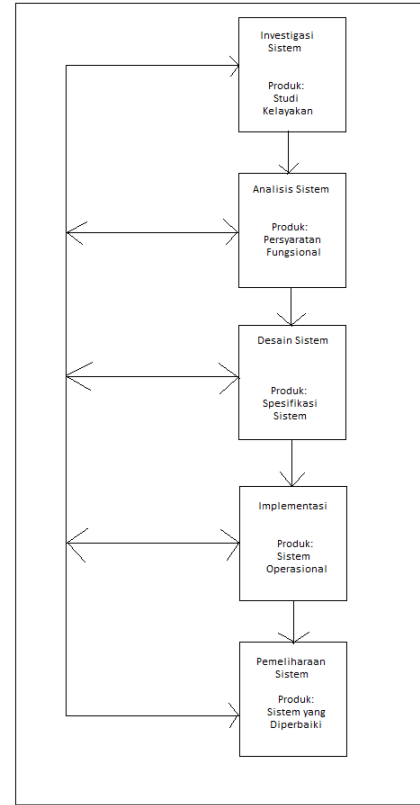 Investigasi
Sistem
Produk:
Studi
Kelayakan
Analisis Sistem
Produk:
Persyaratan
Fungsional
Desain Sistem
Produk:
Spesifikasi
Sistem
Implementasi
Produk:
Sistem
Operasional
Pemeliharaan
Sistem
Produk:
Sistem yang
Diperbaiki